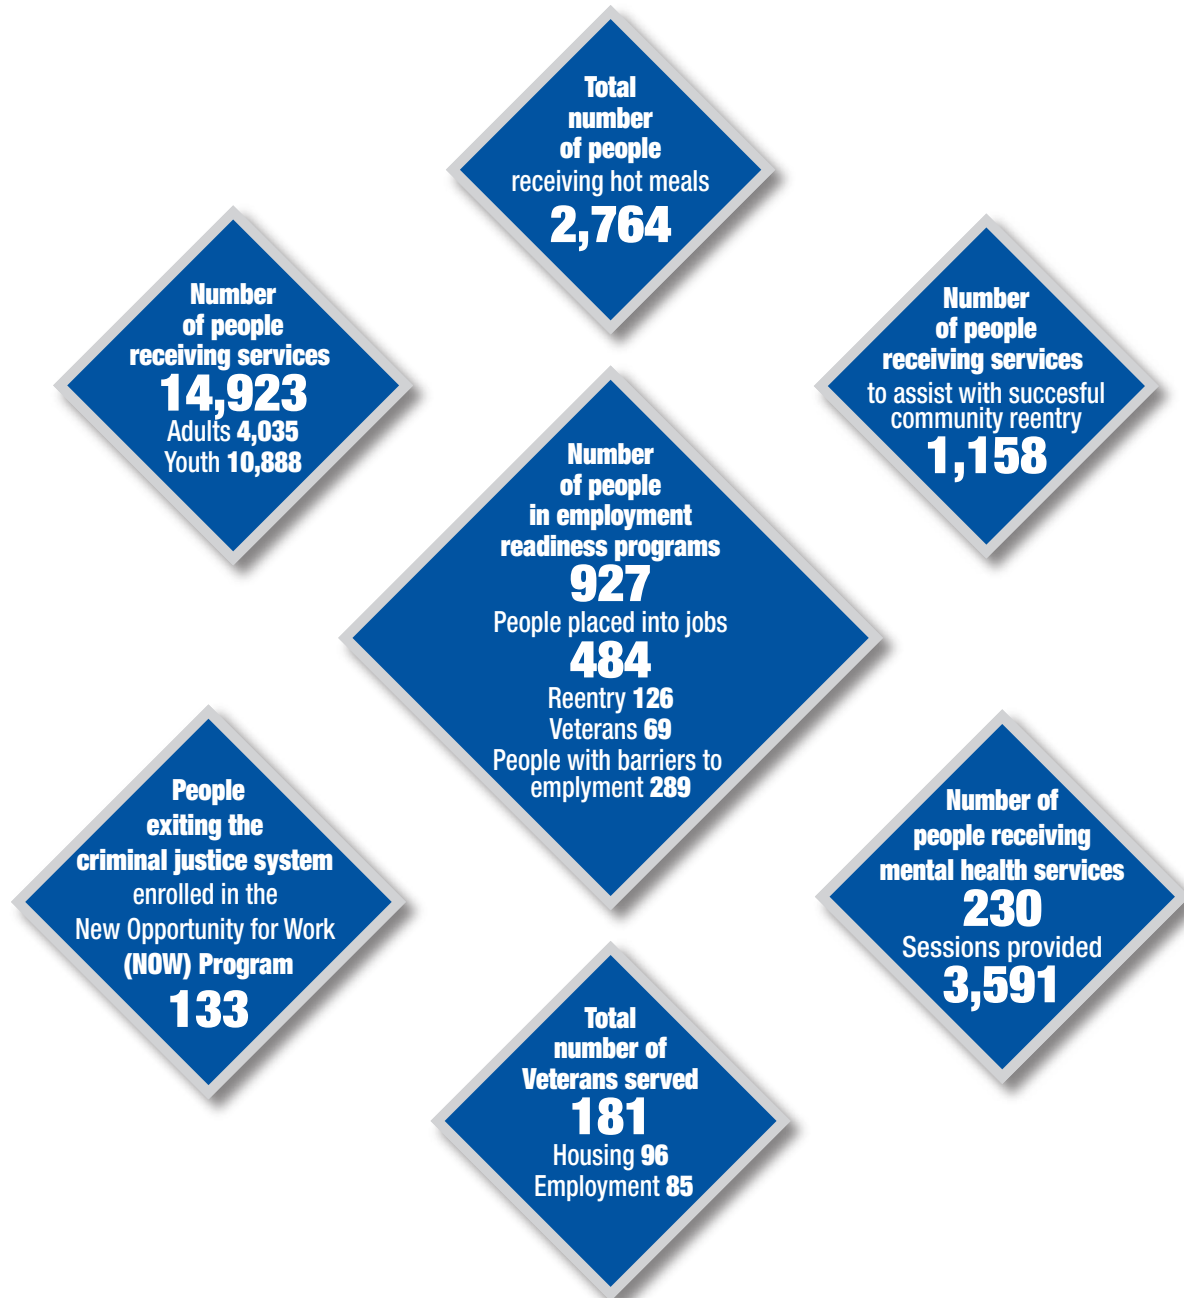 Total
number
of people
receiving hot meals
2,764
Number
of people
receiving services
14,923
Adults 4,035
Youth 10,888
Number
of people
receiving services
to assist with succesful
community reentry
1,158
Number
of people
in employment
readiness programs
927
People placed into jobs
484
Reentry 126
Veterans 69
People with barriers to
emplyment 289
People
exiting the
criminal justice system
enrolled in the
New Opportunity for Work
(NOW) Program
133
Number of
people receiving
mental health services
230
Sessions provided
3,591
Total
number of
Veterans served
181
Housing 96
Employment 85